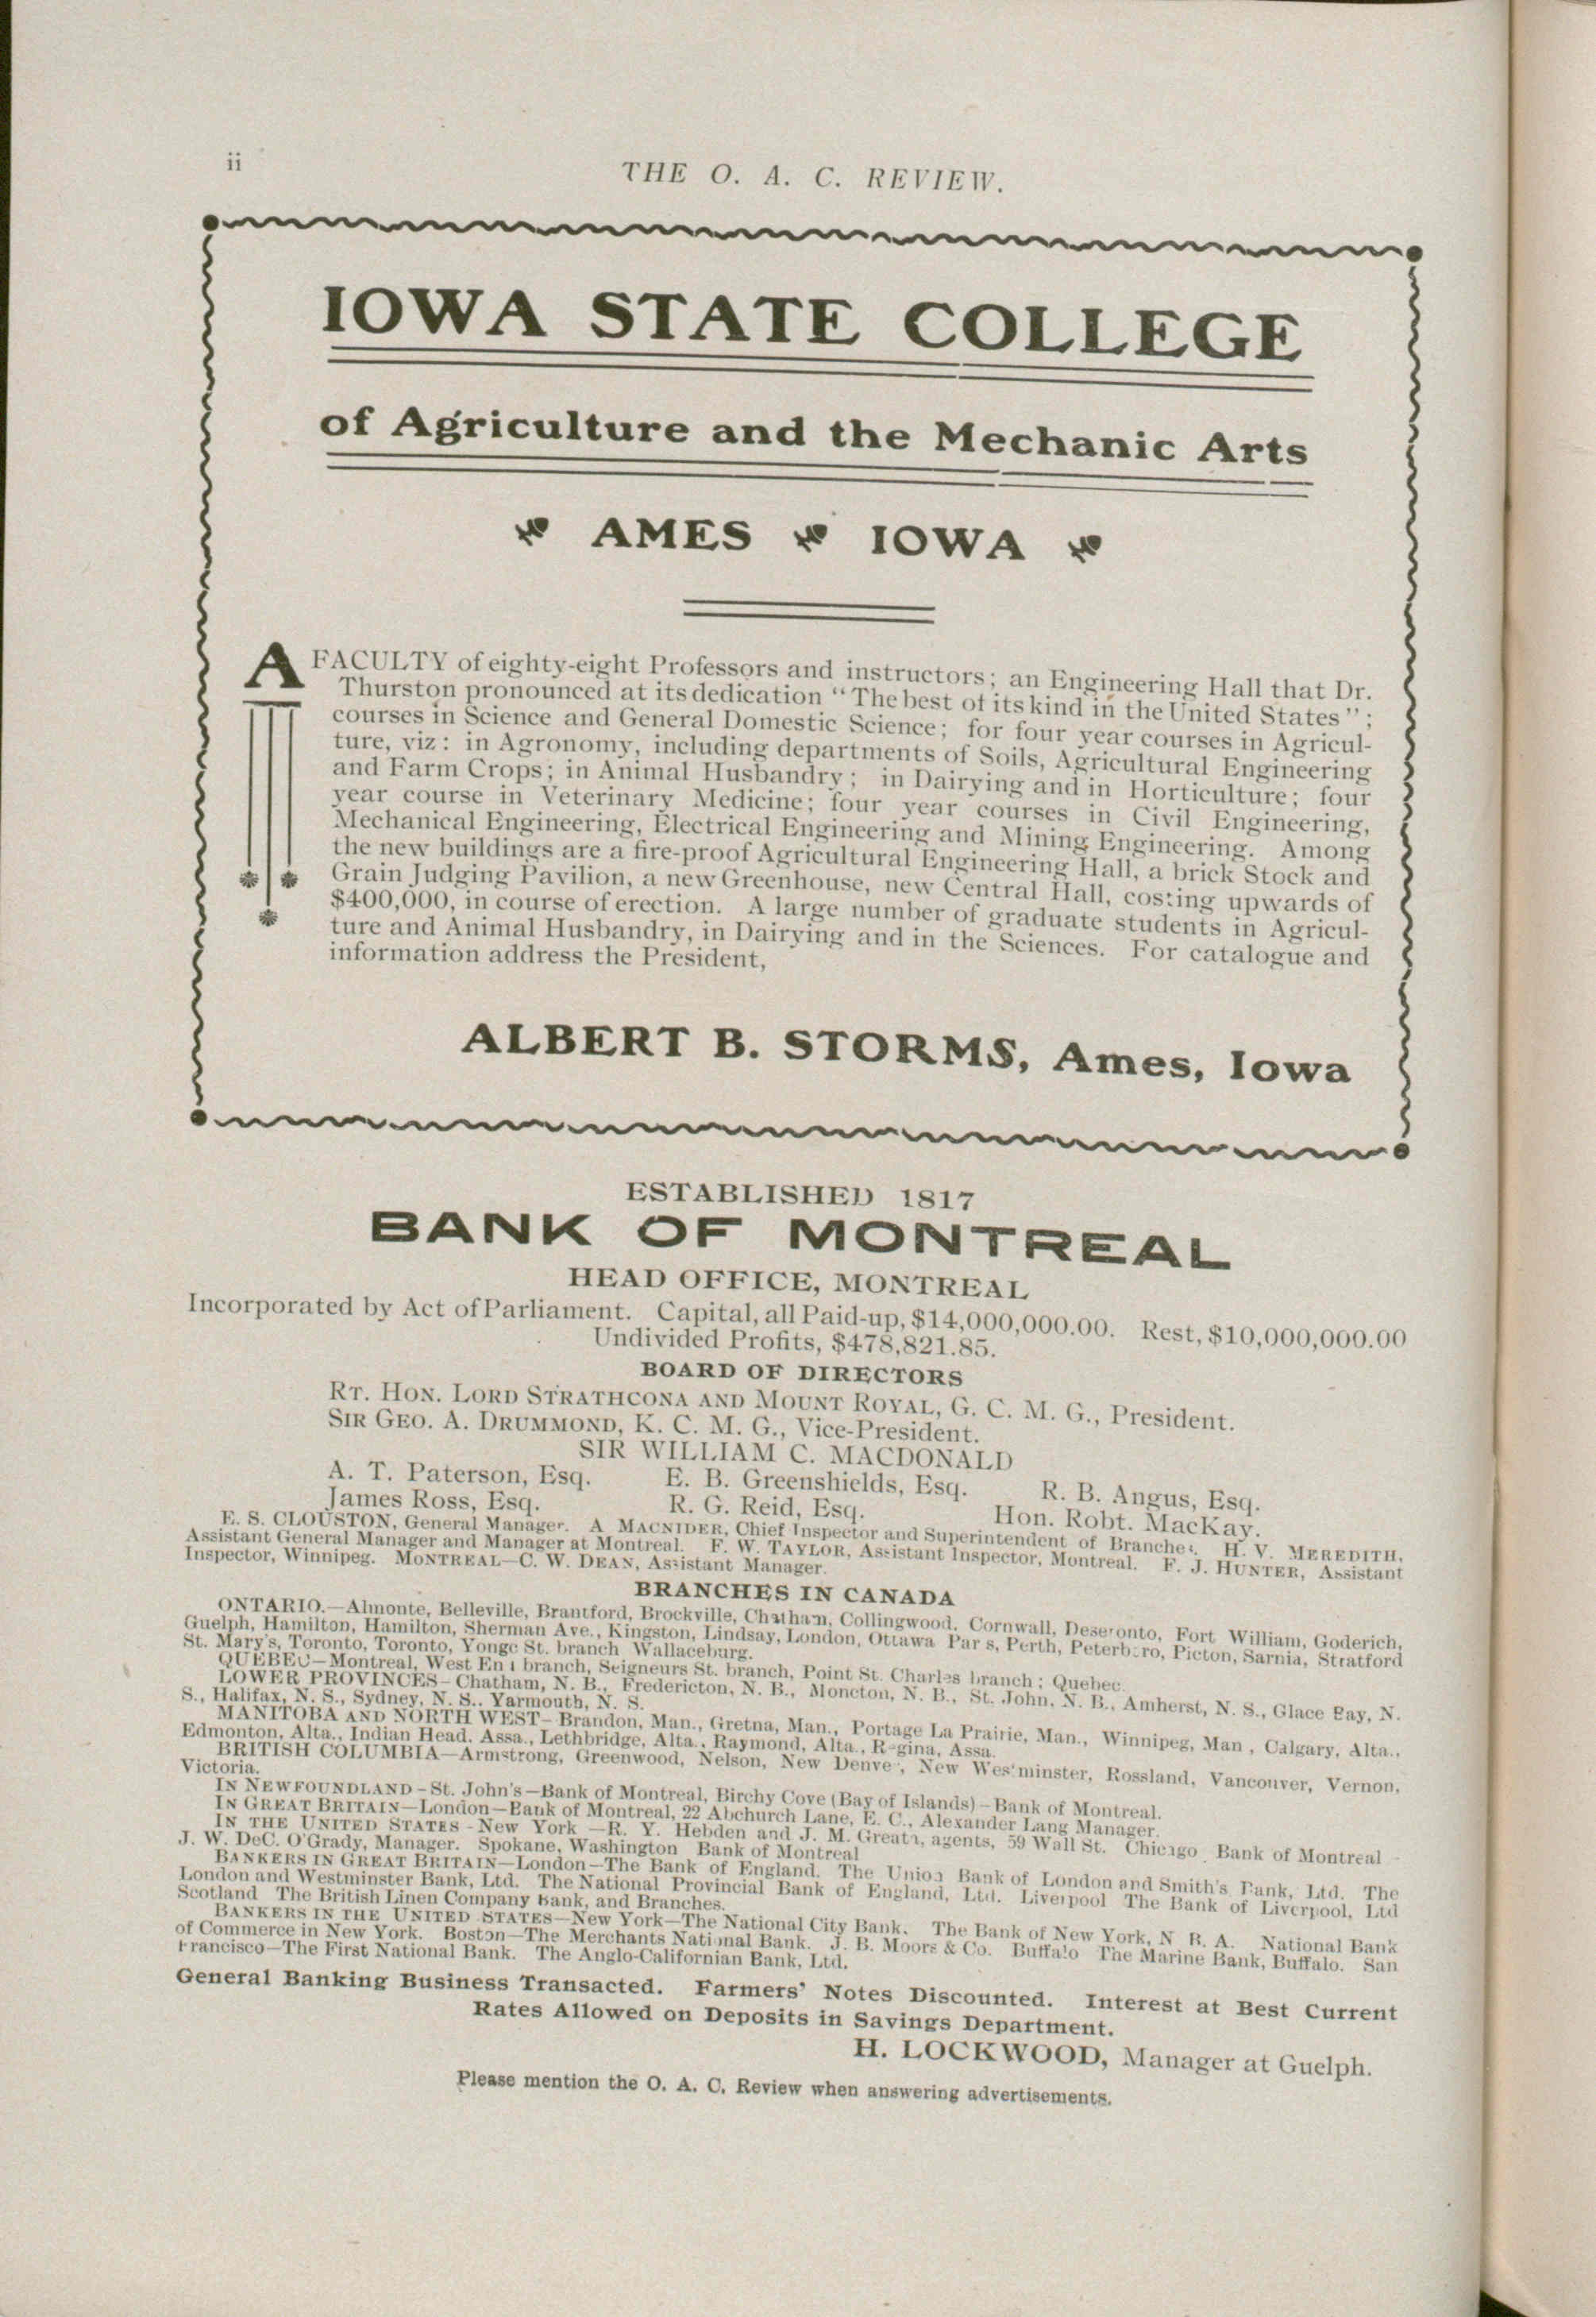 ii
THE O. A. C. REVIEW.
IOWA STATE COLLEGE
of Agriculture and the Mechanic Arts
AMES IOWA
A FACULTY of eighty-eight Professors and instructors; an Engineering Hall that Dr.
Thurston pronounced at its dedication "The best of its kind in the United States";
courses in Science and General Domestic Science; for four year courses in Agricul-
ture, viz: in Agronomy, including departments of Soils, Agricultural Engineering
and Farm Crops; in Animal Husbandry; in Dairying and in Horticulture; four
year course in Veterinary Medicine; four year courses in Civil Engineering,
Mechanical Engineering, Electrical Engineering and Mining Engineering. Among
the new buildings are a fire-proof Agricultural Engineering Hall, a brick Stock and
Grain Judging Pavilion, a new Greenhouse, new Central Hall, costing upwards of
$400,000, in course of erection. A large number of graduate students in Agricul-
ture and Animal Husbandry, in Dairying and in the Sciences. For catalogue and
information address the President,
ALBERT B. STORMS, Ames, Iowa
ESTABLISHED 1817
BANK OF MONTREAL
HEAD OFFICE, MONTREAL
Incorporated by Act of Parliament. Capital, all Paid-up, $14,000,000.00. Rest, $10,000,000.00
Undivided Profits, $478,821.85.
BOARD OF DIRECTORS
RT. HON. LORD STRATHCONA AND MOUNT ROYAL, G. C. M. G., President.
SIR GEO. A. DRUMMOND, K. C. M. G., Vice-President.
SIR WILLIAM C. MACDONALD
A. T. Paterson, Esq. E. B. Greenshields, Esq. R. B. Angus, Esq.
James Ross, Esq. R. G. Reid, Esq. Hon. Robt. MacKay.
E. S. CLOUSTON, General Manager. A MACNIDER, Chief Inspector and Superintendent of Branches. H. V. MEREDITH,
Assistant General Manager and Manager at Montreal. F. W. TAYLOR, Assistant Inspector, Montreal. F. J. HUNTER, Assistant
Inspector, Winnipeg. MONTREAL—C. W. DEAN, Assistant Manager.
BRANCHES IN CANADA
ONTARIO.—Almonte, Belleville, Brantford, Brockville, Chatham, Collingwood, Cornwall, Deseronto, Fort William, Goderich,
Guelph, Hamilton, Hamilton, Sherman Ave., Kingston, Lindsay, London, Ottawa Paris, Perth, Peterboro, Picton, Sarnia, Stratford
St. Mary's, Toronto, Toronto, Yonge St. branch Wallaceburg.
QUEBEC—Montreal, West End branch, Seigneurs St. branch, Point St. Charles branch; Quebec.
LOWER PROVINCES—Chatham, N. B., Fredericton, N. B., Moncton, N. B., St. John, N. B., Amherst, N. S., Glace Bay, N.
S., Halifax, N. S., Sydney, N. S., Yarmouth, N. S.
MANITOBA AND NORTH WEST—Brandon, Man., Gretna, Man., Portage La Prairie, Man., Winnipeg, Man., Calgary, Alta.,
Edmonton, Alta., Indian Head, Assa., Lethbridge, Alta., Raymond, Alta., Regina, Assa.
BRITISH COLUMBIA—Armstrong, Greenwood, Nelson, New Denver, New Westminster, Rossland, Vancouver, Vernon,
Victoria.
IN NEWFOUNDLAND—St. John's—Bank of Montreal, Birchy Cove (Bay of Islands)—Bank of Montreal.
IN GREAT BRITAIN—London—Bank of Montreal, 22 Abchurch Lane, E. C., Alexander Lang Manager.
IN THE UNITED STATES—New York—R. Y. Hebden and J. M. Greata, agents, 59 Wall St. Chicago Bank of Montreal
J. W. DeC. O'Grady, Manager. Spokane, Washington Bank of Montreal
BANKERS IN GREAT BRITAIN—London—The Bank of England. The Union Bank of London and Smith's Bank, Ltd. The
London and Westminster Bank, Ltd. The National Provincial Bank of England, Ltd. Liverpool The Bank of Liverpool, Ltd
Scotland The British Linen Company Bank, and Branches.
BANKERS IN THE UNITED STATES—New York—The National City Bank. The Bank of New York, N B. A. National Bank
of Commerce in New York. Boston—The Merchants National Bank. J. B. Moors & Co. Buffalo The Marine Bank, Buffalo. San
Francisco—The First National Bank. The Anglo-Californian Bank, Ltd.
General Banking Business Transacted. Farmers' Notes Discounted. Interest at Best Current
Rates Allowed on Deposits in Savings Department.
H. LOCKWOOD, Manager at Guelph.
Please mention the O. A. C. Review when answering advertisements.